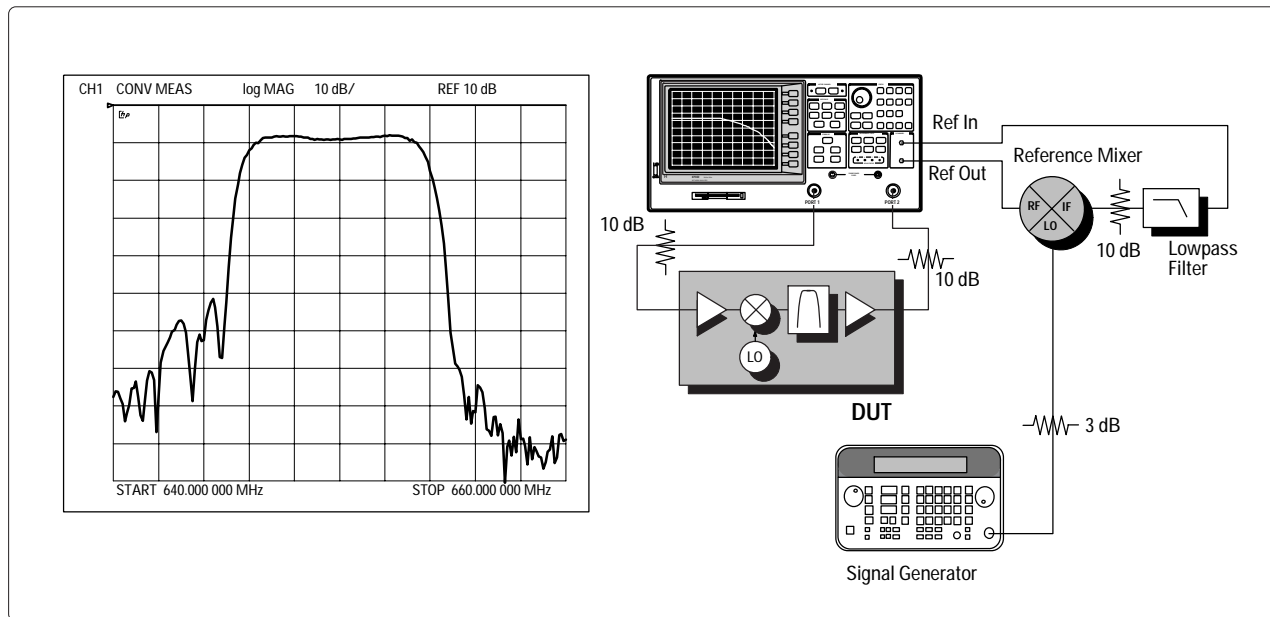 CH1 CONV MEAS log MAG 10 dB/ REF 10 dB
hp
START 640.000 000 MHz STOP 660.000 000 MHz
Ref In
Ref Out
Reference Mixer
RF IF
LO
10 dB
Lowpass
Filter
PORT 1 PORT 2
10 dB
10 dB
LO
DUT
3 dB
Signal Generator